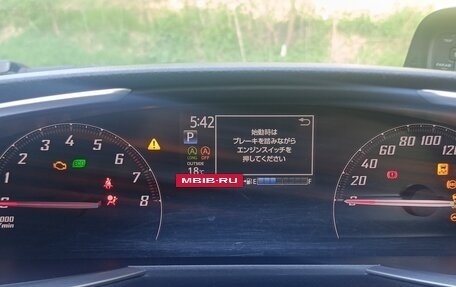 5:42
P
始動時は
ブレーキを踏みながら
エンジンスイッチを
押してください
LONG OFF
OUTSIDE
18℃
MBIB-RU
E F
1 2 3 4 5 6 7 8
20 40 60 80 100 120